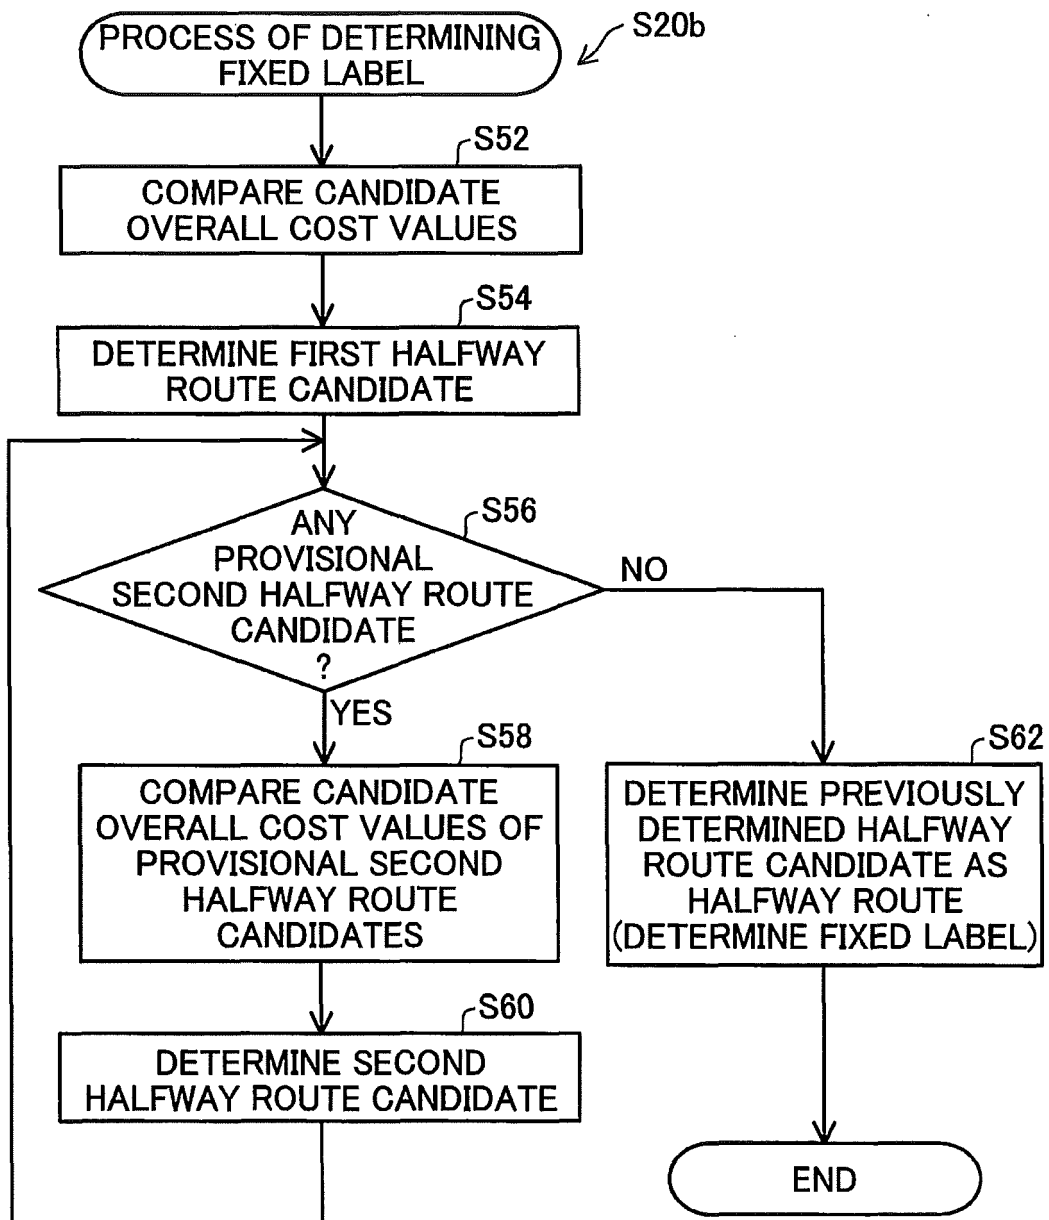 PROCESS OF DETERMINING
FIXED LABEL
S20b
S52
COMPARE CANDIDATE
OVERALL COST VALUES
S54
DETERMINE FIRST HALFWAY
ROUTE CANDIDATE
S56
ANY
PROVISIONAL
SECOND HALFWAY ROUTE
CANDIDATE
?
NO
YES
S58
COMPARE CANDIDATE
OVERALL COST VALUES OF
PROVISIONAL SECOND
HALFWAY ROUTE
CANDIDATES
S62
DETERMINE PREVIOUSLY
DETERMINED HALFWAY
ROUTE CANDIDATE AS
HALFWAY ROUTE
(DETERMINE FIXED LABEL)
S60
DETERMINE SECOND
HALFWAY ROUTE CANDIDATE
END